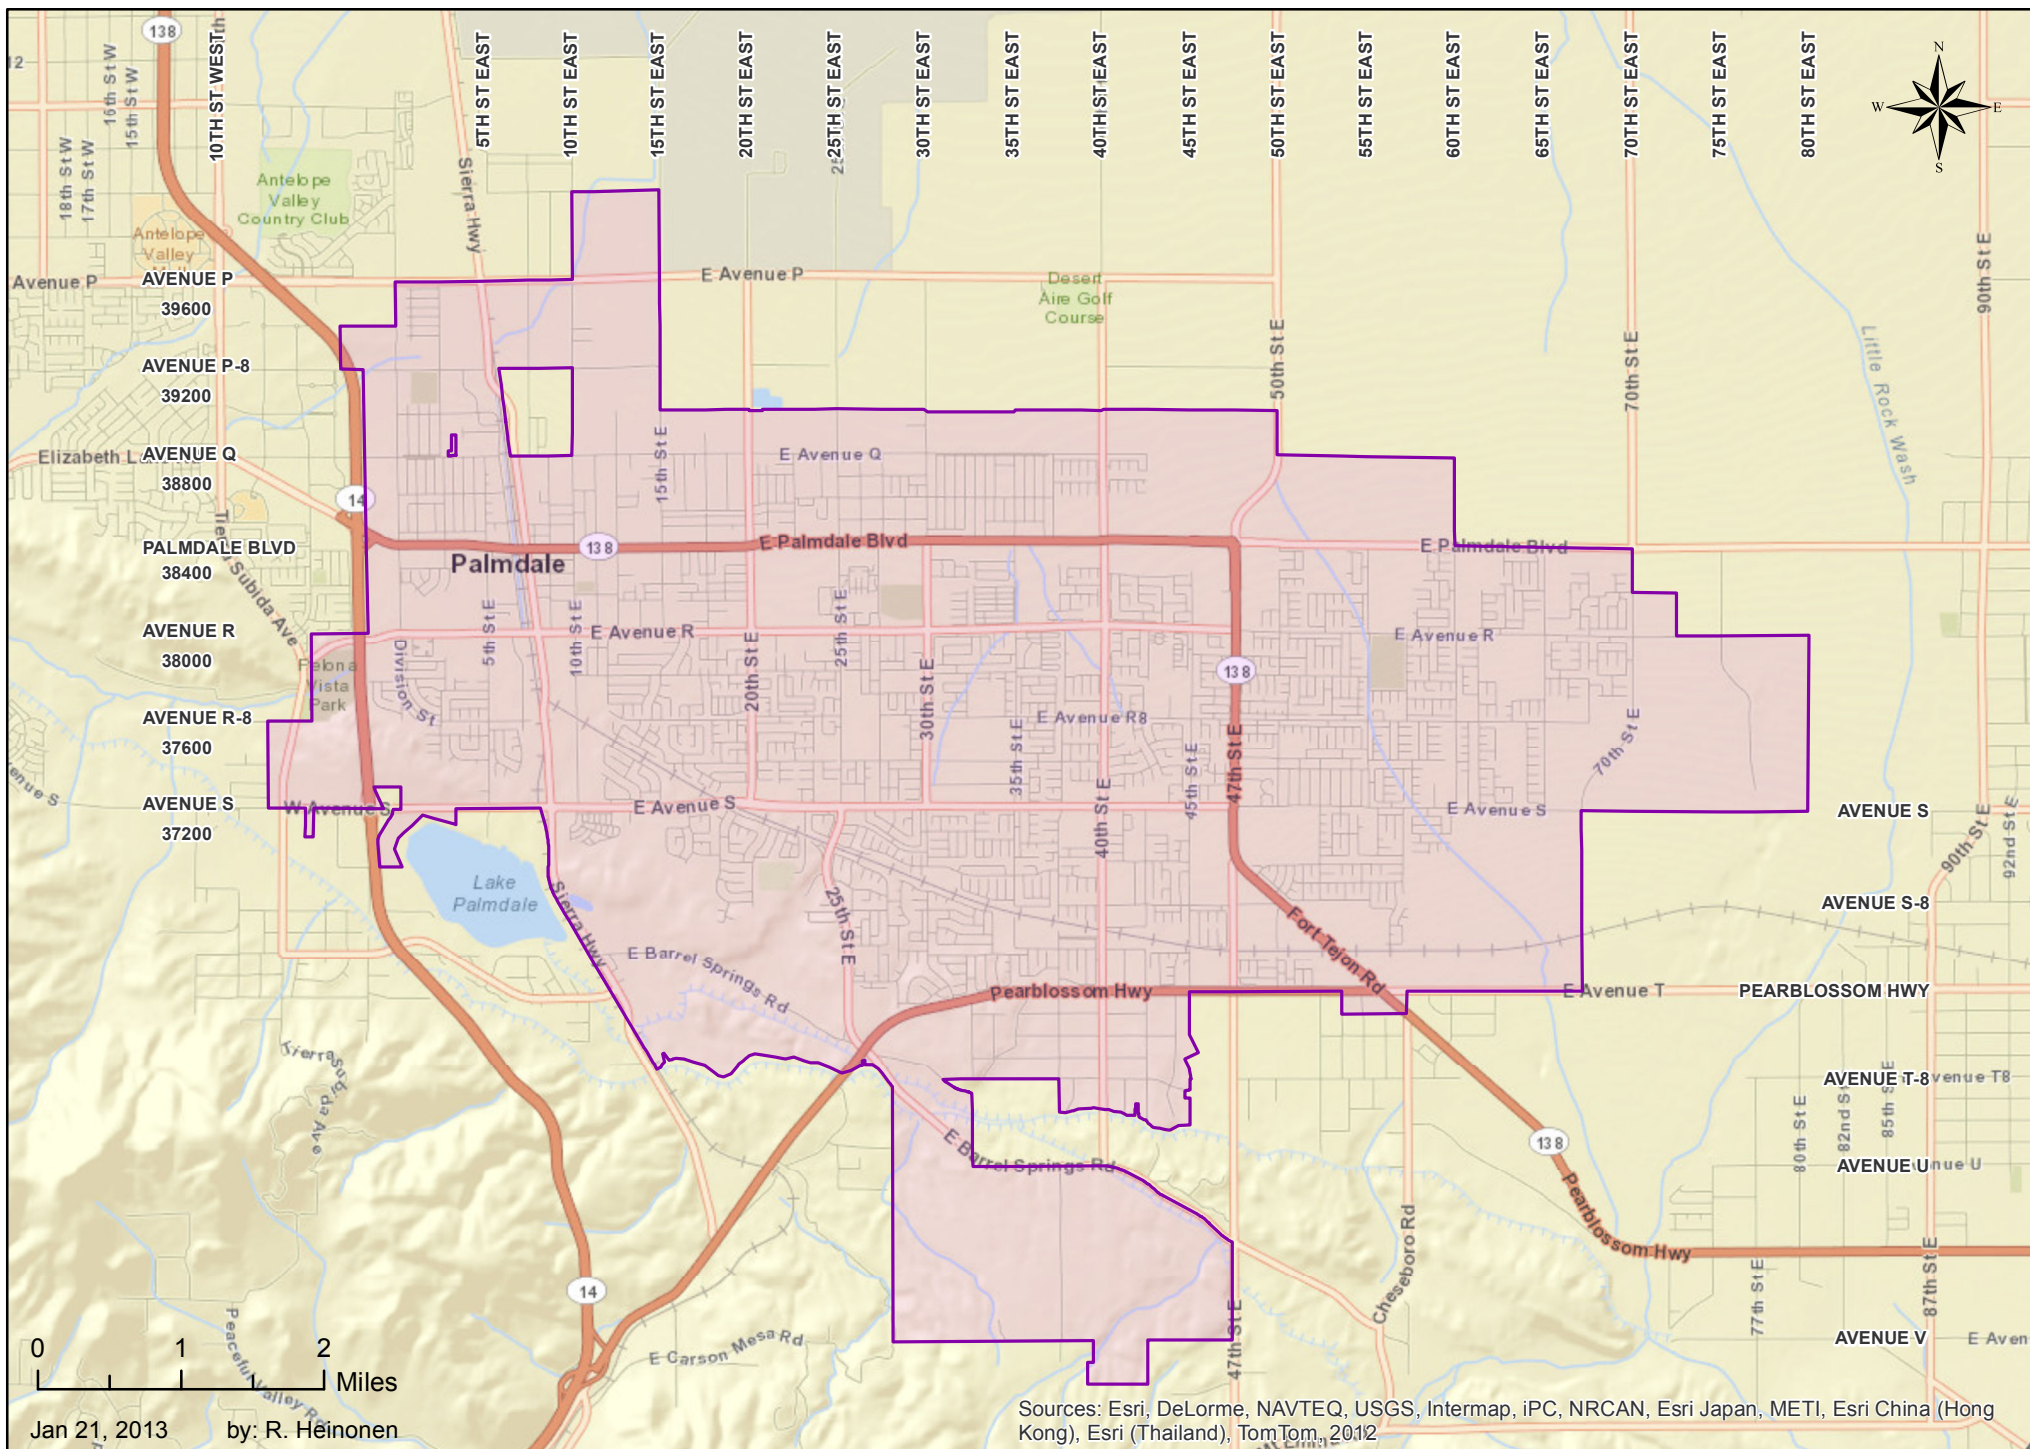 138
10TH ST WEST
5TH ST EAST
10TH ST EAST
15TH ST EAST
20TH ST EAST
25TH ST EAST
30TH ST EAST
35TH ST EAST
40TH ST EAST
45TH ST EAST
50TH ST EAST
55TH ST EAST
60TH ST EAST
65TH ST EAST
70TH ST EAST
75TH ST EAST
80TH ST EAST
N
W
E
S
16th St W
15th St W
18th St W
17th St W
Antelope
Valley
Country Club
Sierra Hwy
Antelope
Valley
Avenue P
AVENUE P
39600
E Avenue P
Desert
Aire Golf
Course
90th St E
50th St E
70th St E
Little Rock Wash
AVENUE P-8
39200
AVENUE Q
38800
15th St E
E Avenue Q
14
PALMDALE BLVD
38400
Palmdale
138
E Palmdale Blvd
E Palmdale Blvd
AVENUE R
38000
Division St
5th St E
10th St E
E Avenue R
20th St E
25th St E
30th St E
E Avenue R
138
Vista
Park
AVENUE R-8
37600
E Avenue R8
35th St E
45th St E
47th St E
70th St E
AVENUE S
37200
W Avenue S
E Avenue S
40th St E
E Avenue S
AVENUE S
90th St E
92nd St E
Lake
Palmdale
Sierra Hwy
25th St E
Fort Tejon Rd
AVENUE S-8
E Barrel Springs Rd
Pearblossom Hwy
E Avenue T
PEARBLOSSOM HWY
AVENUE T-8
80th St E
85th St E
138
AVENUE U
E Barrel Springs Rd
Pearblossom Hwy
Cheseboro Rd
77th St E
87th St E
14
47th St E
AVENUE V
E Carson Mesa Rd
Peaceful Valley Rd
0 1 2
Miles
Jan 21, 2013 by: R. Heinonen
Sources: Esri, DeLorme, NAVTEQ, USGS, Intermap, iPC, NRCAN, Esri Japan, METI, Esri China (Hong
Kong), Esri (Thailand), TomTom, 2012